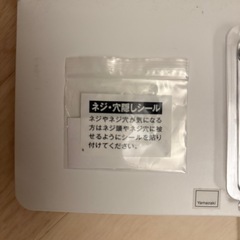 ネジ・穴隠しシール
ネジやネジ穴が気になる
方はネジ頭やネジ穴に被
せるようにシールを貼り
付けてください。
Yamazaki